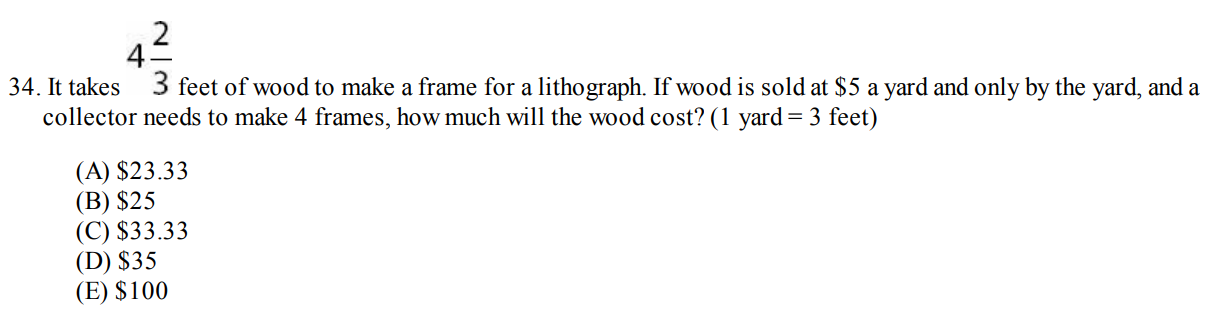 34. It takes 4 2/3 feet of wood to make a frame for a lithograph. If wood is sold at $5 a yard and only by the yard, and a
collector needs to make 4 frames, how much will the wood cost? (1 yard = 3 feet)
(A) $23.33
(B) $25
(C) $33.33
(D) $35
(E) $100